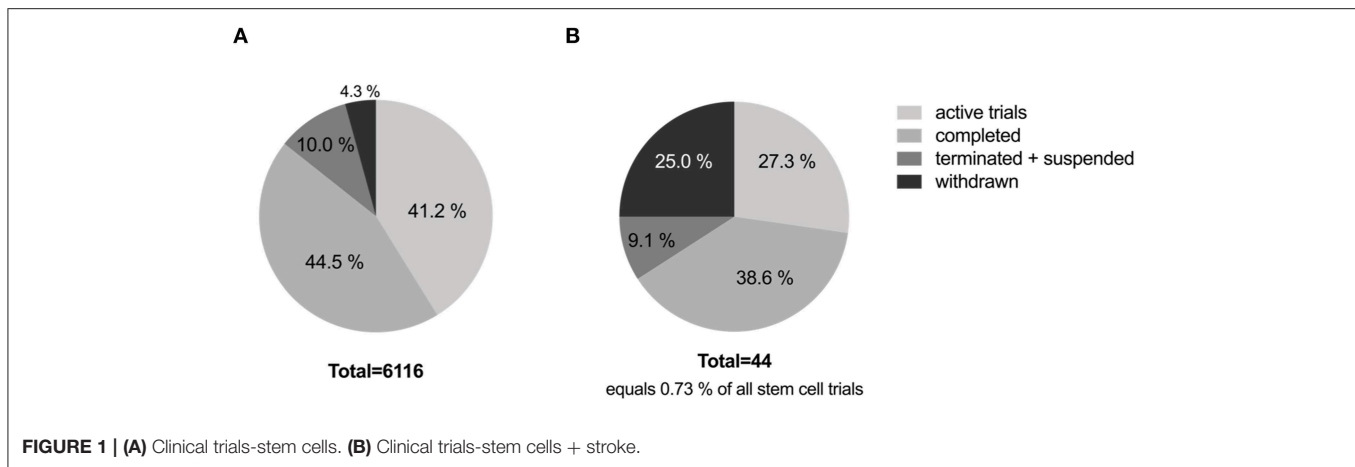 A
B
4.3 %
10.0 %
41.2 %
44.5 %
Total=6116
25.0 %
27.3 %
9.1 %
38.6 %
Total=44
equals 0.73 % of all stem cell trials
active trials
completed
terminated + suspended
withdrawn
FIGURE 1 | (A) Clinical trials-stem cells. (B) Clinical trials-stem cells + stroke.